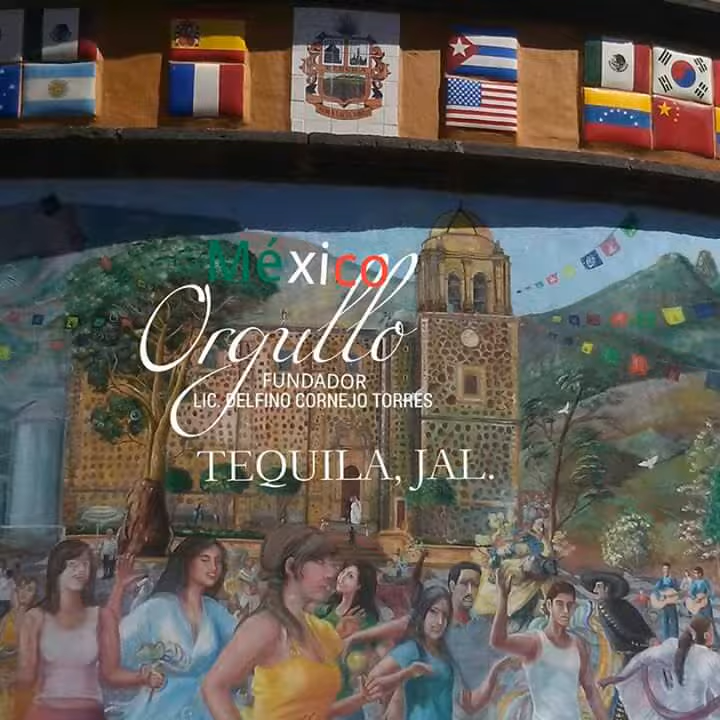 México
Orgullo
FUNDADOR
LIC. DELFINO CORNEJO TORRES
TEQUILA, JAL.